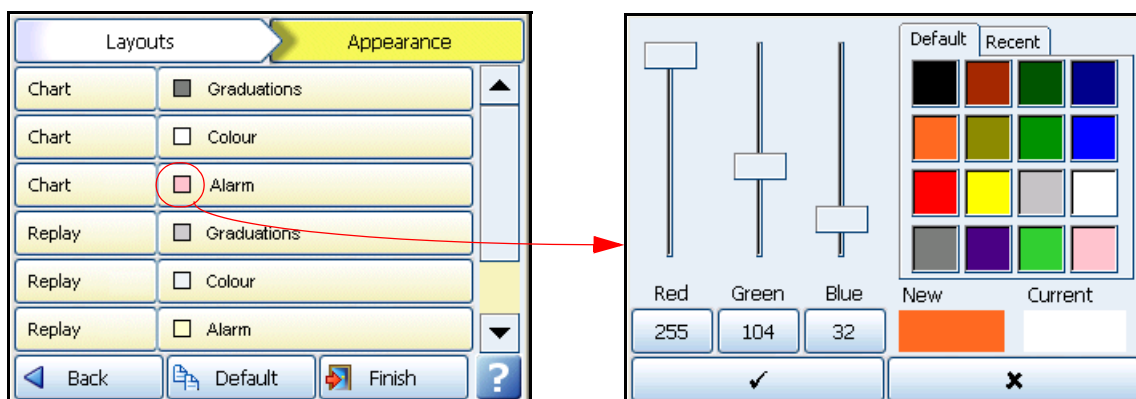 Layouts Appearance
Chart Graduations
Chart Colour
Chart Alarm
Replay Graduations
Replay Colour
Replay Alarm
Back Default Finish ?
Default Recent
Red Green Blue New Current
255 104 32